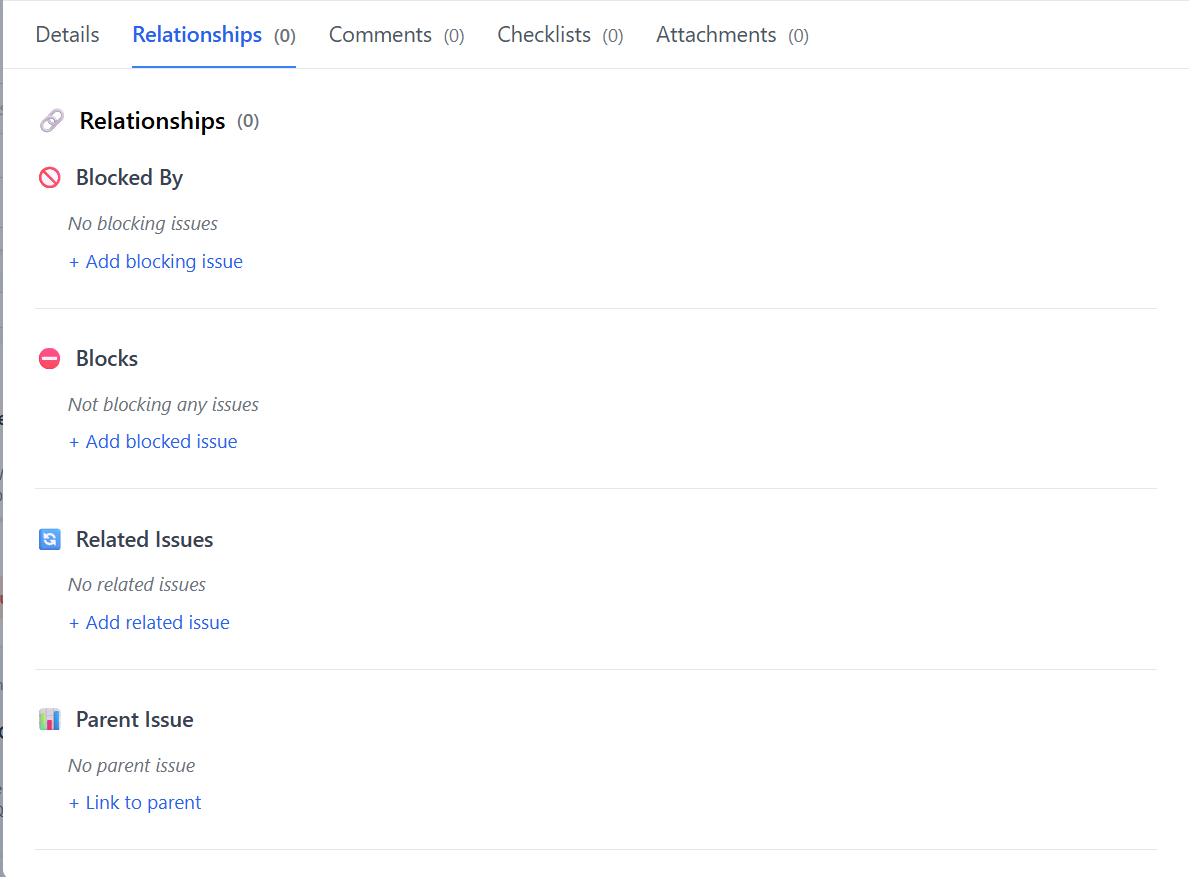 Details Relationships (0) Comments (0) Checklists (0) Attachments (0)
Relationships (0)
Blocked By
No blocking issues
+ Add blocking issue
Blocks
Not blocking any issues
+ Add blocked issue
Related Issues
No related issues
+ Add related issue
Parent Issue
No parent issue
+ Link to parent